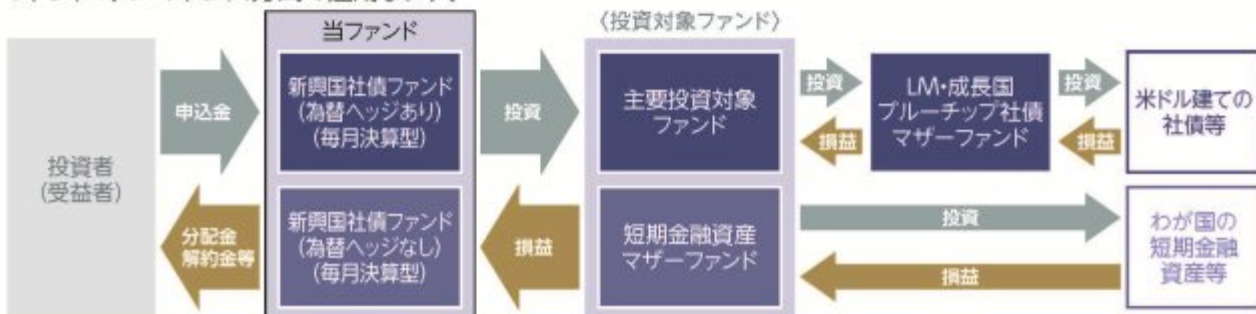 当ファンド
〈投資対象ファンド〉
投資者
(受益者)
申込金
分配金
解約金等
新興国社債ファンド
(為替ヘッジあり)
(毎月決算型)
新興国社債ファンド
(為替ヘッジなし)
(毎月決算型)
投資
損益
主要投資対象
ファンド
短期金融資産
マザーファンド
投資
損益
LM・成長国
ブルーチップ社債
マザーファンド
投資
損益
米ドル建ての
社債等
投資
損益
わが国の
短期金融
資産等